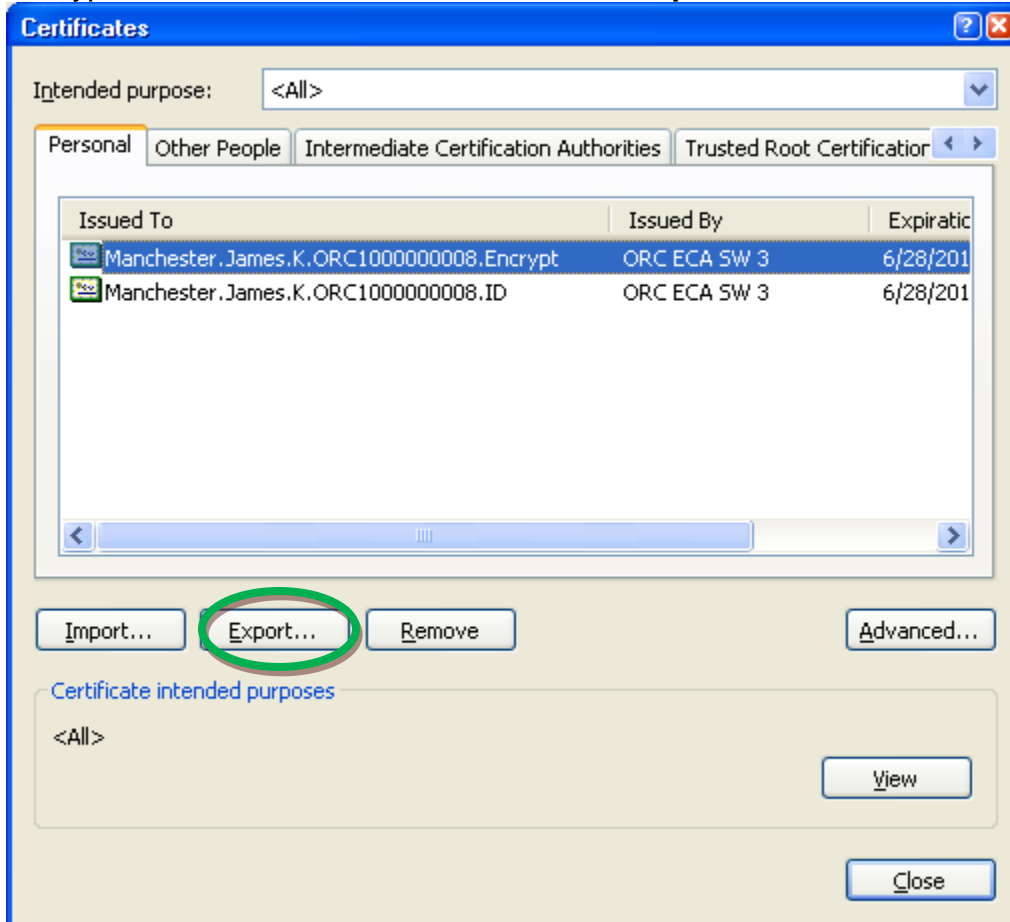 Certificates
Intended purpose: <All>
Personal Other People Intermediate Certification Authorities Trusted Root Certification
Issued To Issued By Expiratic
Manchester.James.K.ORC1000000008.Encrypt ORC ECA SW 3 6/28/201
Manchester.James.K.ORC1000000008.ID ORC ECA SW 3 6/28/201
Import... Export... Remove Advanced...
Certificate intended purposes
<All>
View
Close